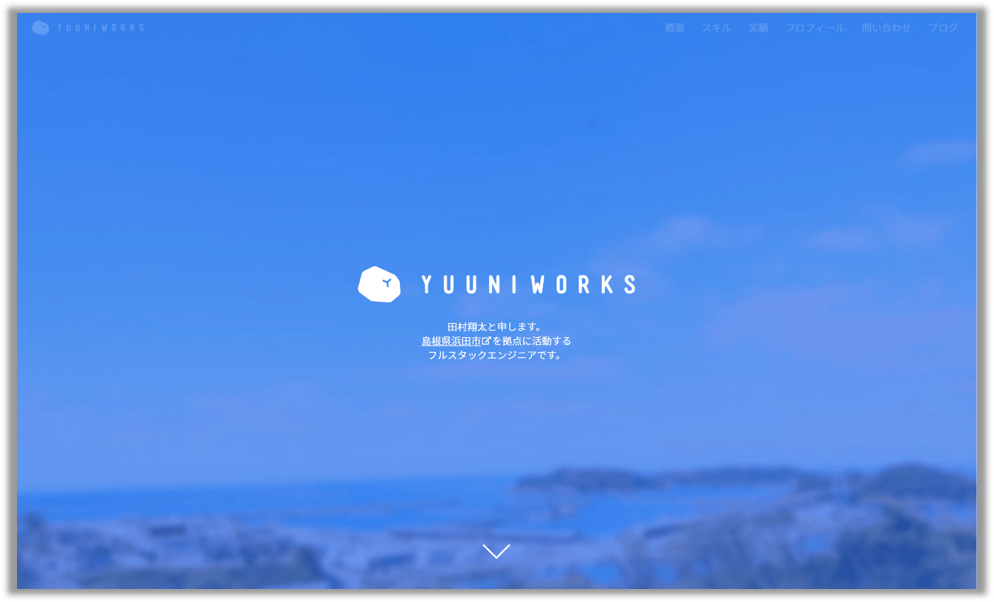 YUUNIWORKS
概要 スキル 実績 プロフィール 問い合わせ ブログ
YUUNIWORKS
田村翔太と申します。
島根県浜田市を拠点に活動する
フルスタックエンジニアです。